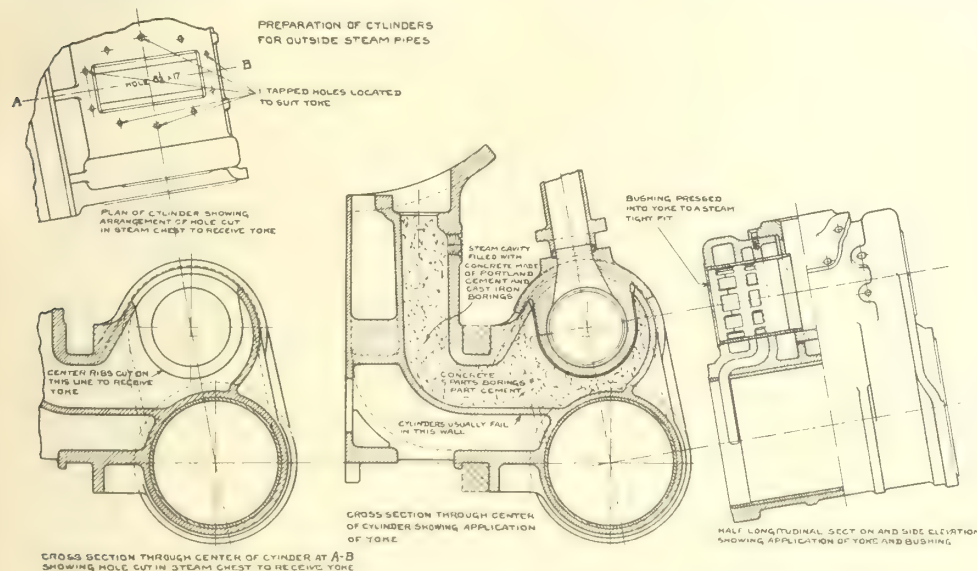 PREPARATION OF CYLINDERS
FOR OUTSIDE STEAM PIPES
A
B
HOLE 8½ x 17
TAPPED HOLES LOCATED
TO SUIT YOKE
PLAN OF CYLINDER SHOWING
ARRANGEMENT OF HOLE CUT
IN STEAM CHEST TO RECEIVE YOKE
CENTER RIBS CUT ON
THIS LINE TO RECEIVE
YOKE
CROSS SECTION THROUGH CENTER OF CYLINDER AT A-B
SHOWING HOLE CUT IN STEAM CHEST TO RECEIVE YOKE
STEAM CAVITY
FILLED WITH
CONCRETE MADE
OF PORTLAND
CEMENT AND
CAST IRON
BORINGS
CONCRETE
PARTS BORINGS
PART CEMENT
CYLINDERS USUALLY FAIL
IN THIS WALL
CROSS SECTION THROUGH CENTER
OF CYLINDER SHOWING APPLICATION
OF YOKE
BUSHING PRESSED
INTO YOKE TO A STEAM
TIGHT FIT
HALF LONGITUDINAL SECTION AND SIDE ELEVATION
SHOWING APPLICATION OF YOKE AND BUSHING